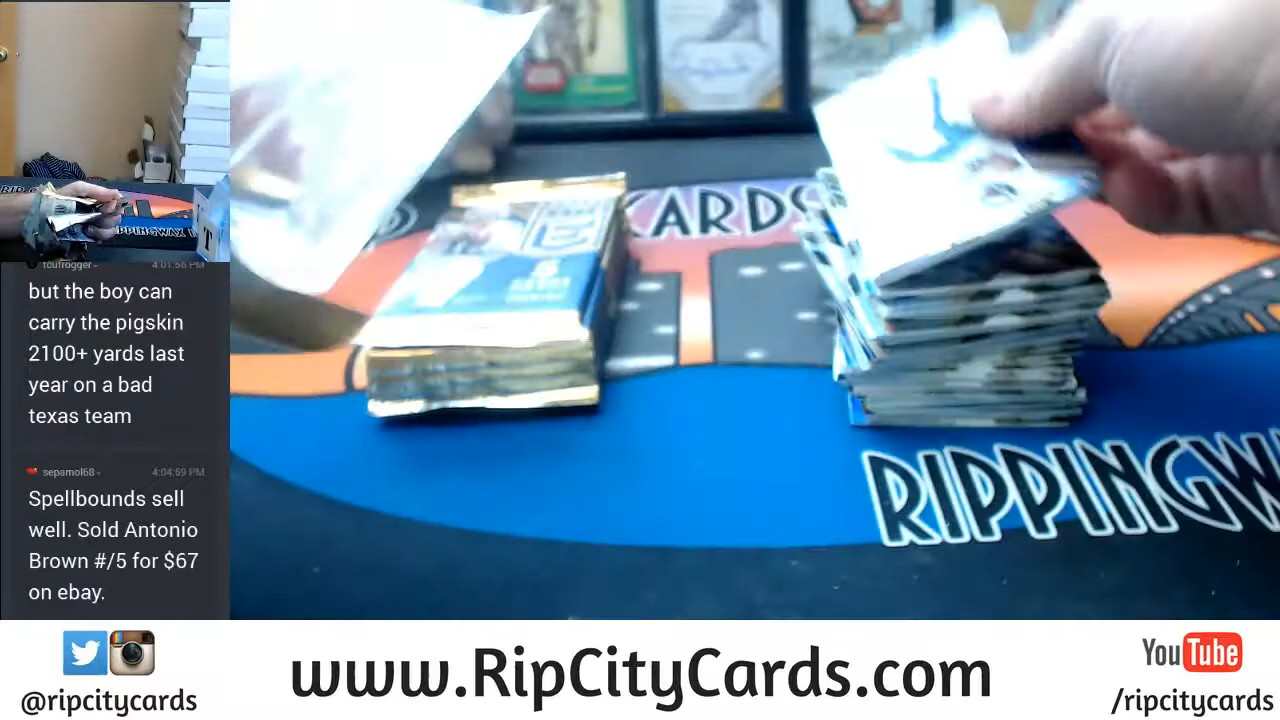 tcufrogger 4:01:56 PM
but the boy can
carry the pigskin
2100+ yards last
year on a bad
texas team
sepamol68 4:04:59 PM
Spellbounds sell
well. Sold Antonio
Brown #/5 for $67
on ebay.
CARDS
RIPPINGW
@ripcitycards
www.RipCityCards.com
YouTube
/ripcitycards